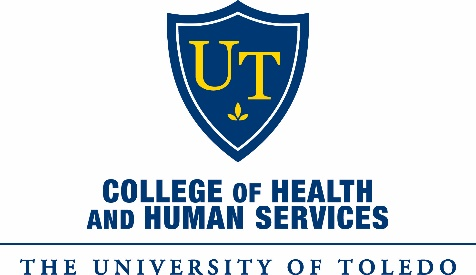 UT
COLLEGE OF HEALTH
AND HUMAN SERVICES
THE UNIVERSITY OF TOLEDO